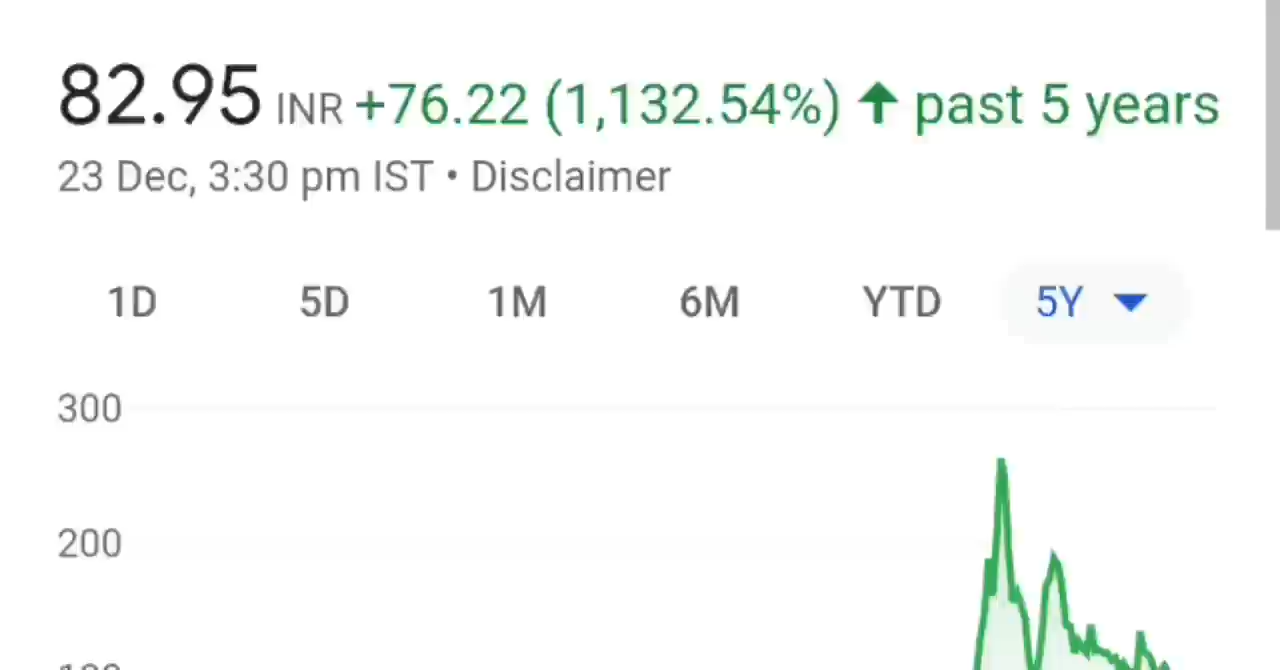 82.95 INR +76.22 (1,132.54%) ↑ past 5 years
23 Dec, 3:30 pm IST • Disclaimer
1D 5D 1M 6M YTD 5Y
300
200